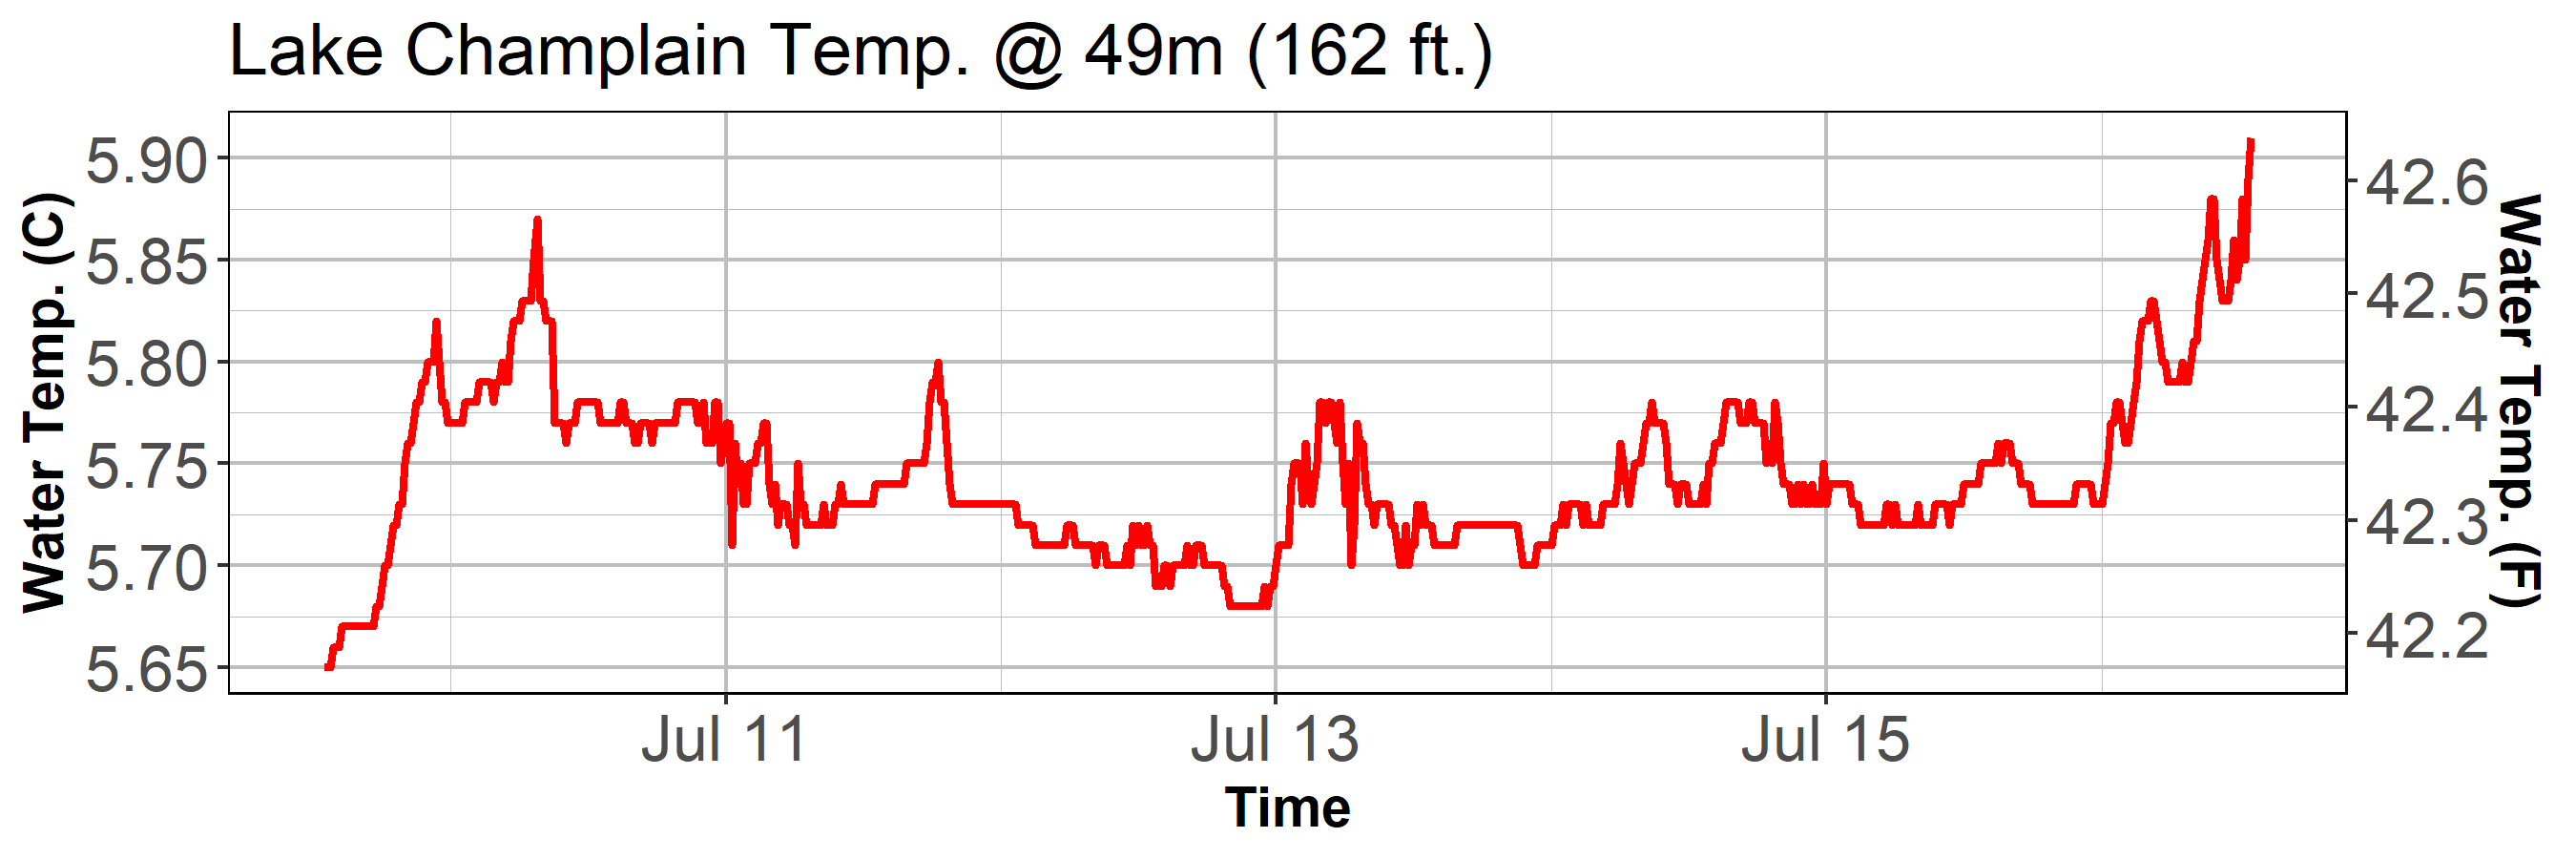 Lake Champlain Temp. @ 49m (162 ft.)
Water Temp. (C)
5.90
5.85
5.80
5.75
5.70
5.65
42.6
42.5
42.4
42.3
42.2
Water Temp. (F)
Jul 11 Jul 13 Jul 15
Time